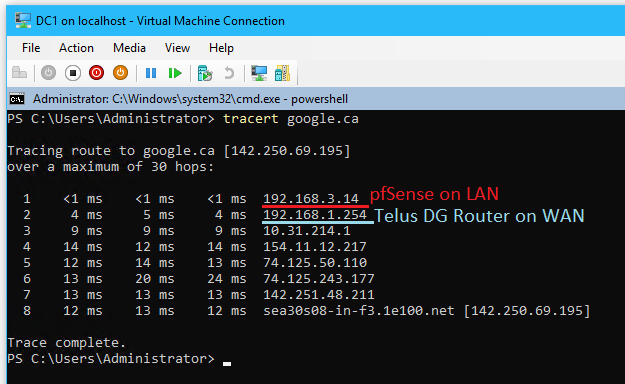 DC1 on localhost - Virtual Machine Connection
File Action Media View Help
Administrator: C:\Windows\system32\cmd.exe - powershell
PS C:\Users\Administrator> tracert google.ca
Tracing route to google.ca [142.250.69.195]
over a maximum of 30 hops:
1 <1 ms <1 ms <1 ms 192.168.3.14 pfSense on LAN
2 4 ms 5 ms 4 ms 192.168.1.254 Telus DG Router on WAN
3 9 ms 9 ms 9 ms 10.31.214.1
4 14 ms 12 ms 14 ms 154.11.12.217
5 12 ms 14 ms 13 ms 74.125.50.110
6 13 ms 20 ms 24 ms 74.125.243.177
7 13 ms 13 ms 13 ms 142.251.48.211
8 12 ms 13 ms 12 ms sea30s08-in-f3.1e100.net [142.250.69.195]
Trace complete.
PS C:\Users\Administrator>